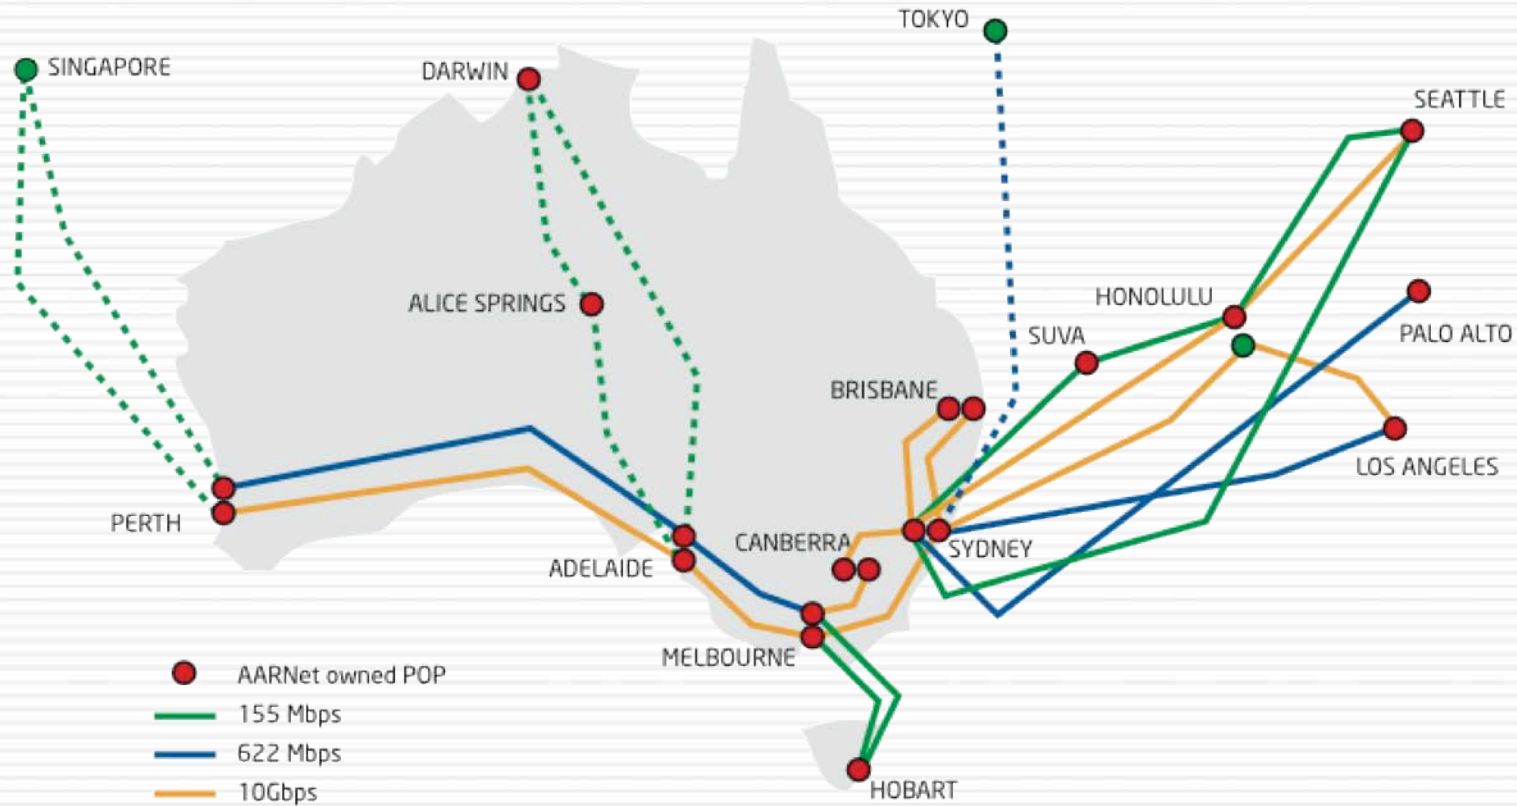 TOKYO
SINGAPORE
DARWIN
SEATTLE
ALICE SPRINGS
HONOLULU
SUVA
PALO ALTO
BRISBANE
LOS ANGELES
PERTH
CANBERRA
SYDNEY
ADELAIDE
MELBOURNE
AARNet owned POP
155 Mbps
622 Mbps
10Gbps
HOBART